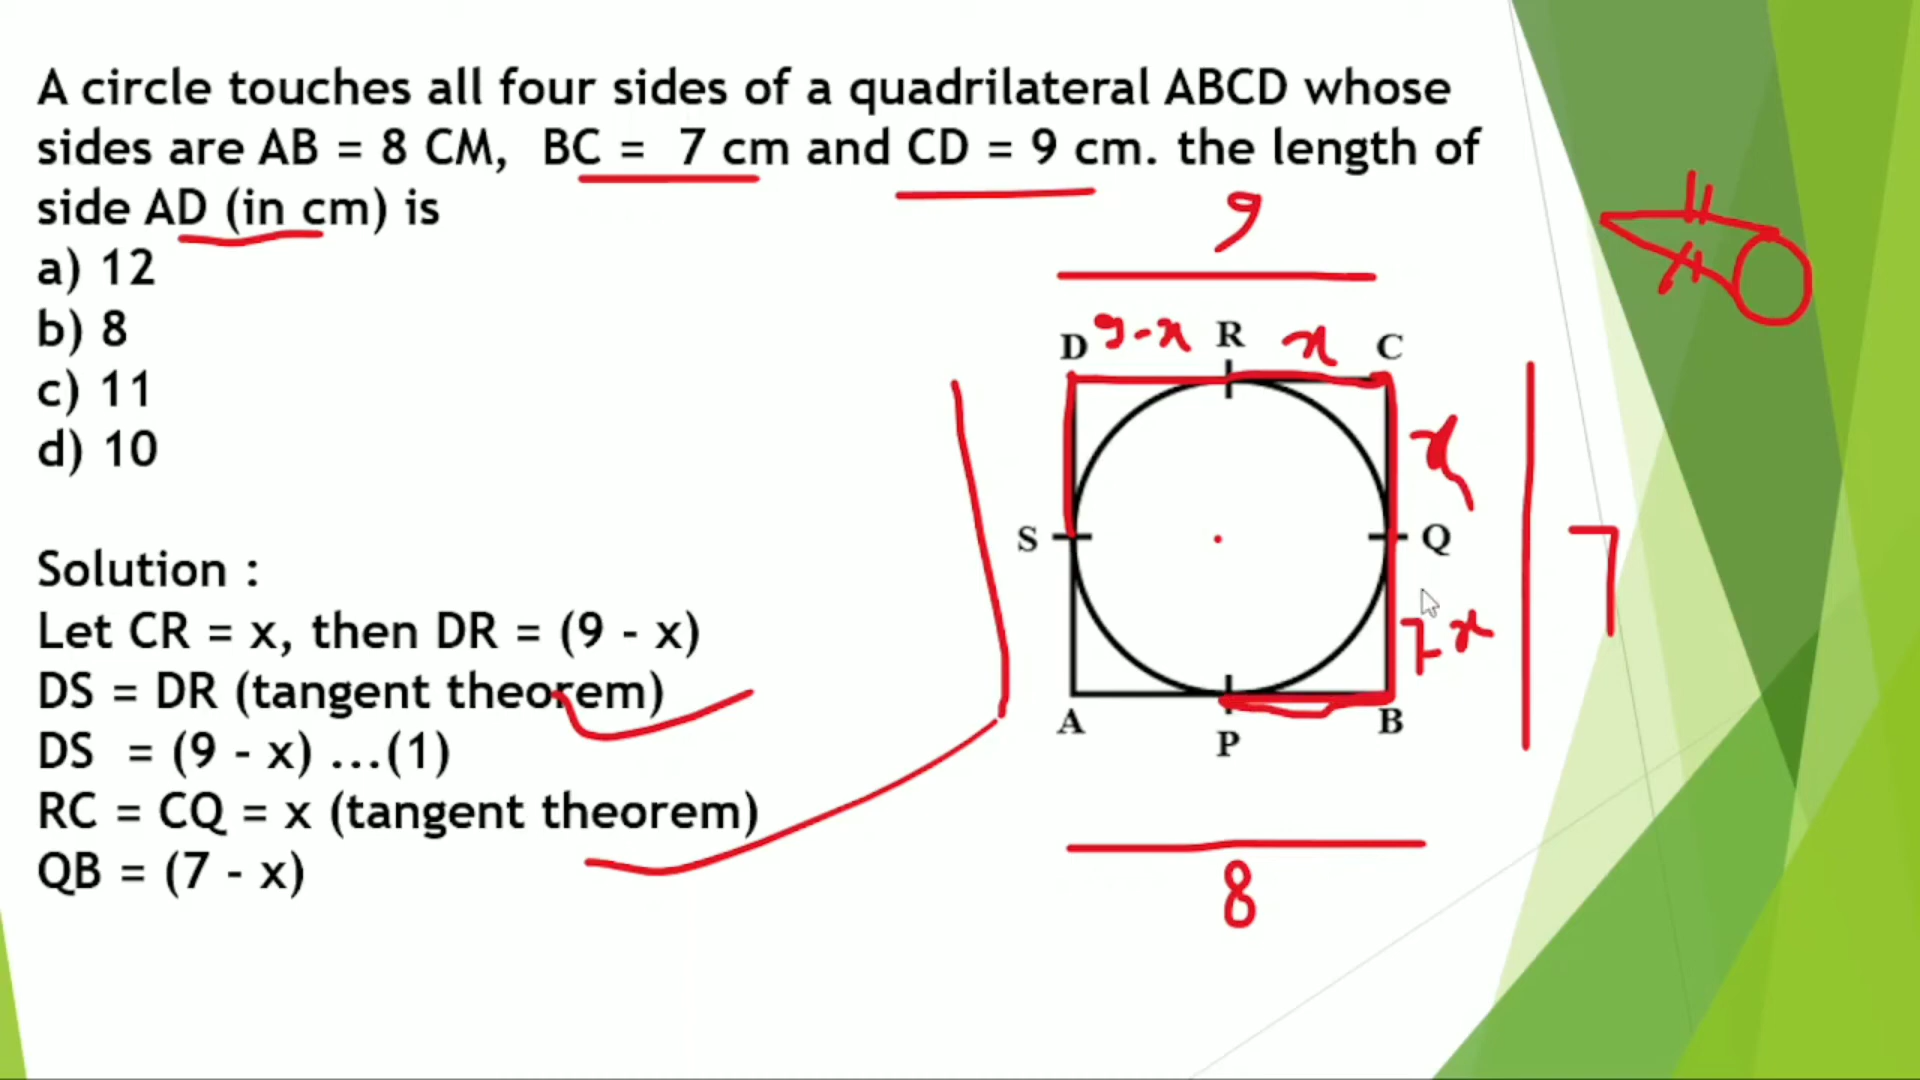 A circle touches all four sides of a quadrilateral ABCD whose
sides are AB = 8 CM, BC = 7 cm and CD = 9 cm. the length of
side AD (in cm) is
a) 12
b) 8
c) 11
d) 10
Solution :
Let CR = x, then DR = (9 - x)
DS = DR (tangent theorem)
DS = (9 - x) ...(1)
RC = CQ = x (tangent theorem)
QB = (7 - x)
9
D 9-x R x C
x
S Q
7
7-x
A B
P
8